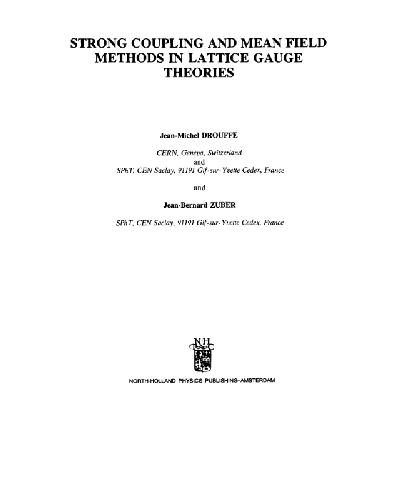 STRONG COUPLING AND MEAN FIELD
METHODS IN LATTICE GAUGE
THEORIES
Jean-Michel DROUFFE
CERN, Geneva, Switzerland
and
SPhT, CEN Saclay, 91191 Gif-sur-Yvette Cedex, France
and
Jean-Bernard ZUBER
SPhT, CEN-Saclay, 91191 Gif-sur-Yvette Cedex, France
NH
NORTH-HOLLAND PHYSICS PUBLISHING-AMSTERDAM